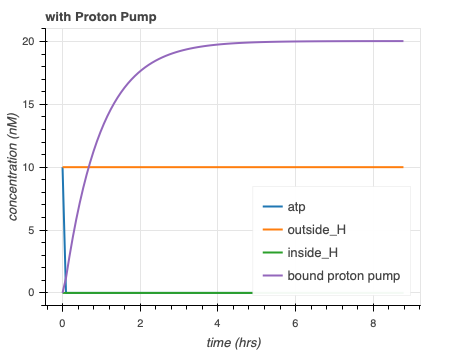 with Proton Pump
concentration (nM)
20
15
10
5
0
atp
outside_H
inside_H
bound proton pump
0 2 4 6 8
time (hrs)